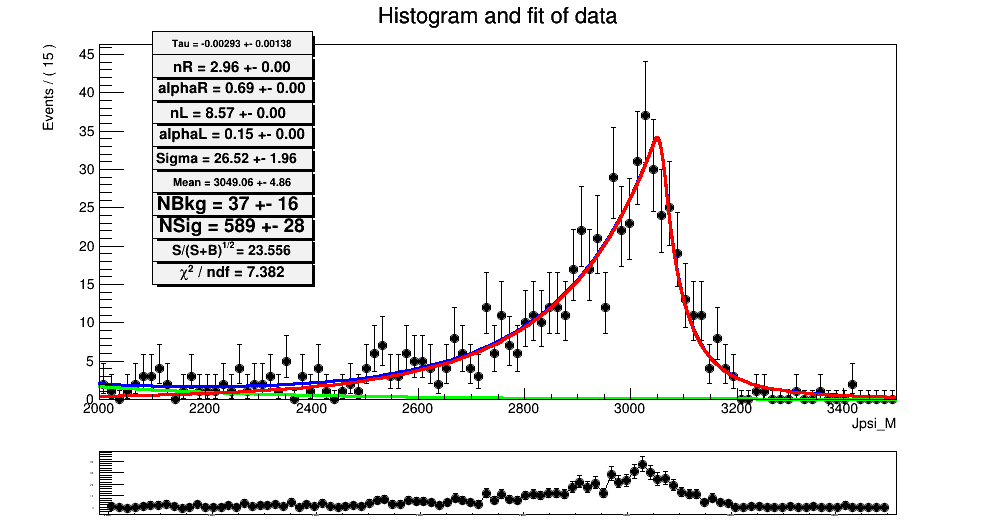 Histogram and fit of data
Events / ( 15 )
Tau = -0.00293 +- 0.00138
nR = 2.96 +- 0.00
alphaR = 0.69 +- 0.00
nL = 8.57 +- 0.00
alphaL = 0.15 +- 0.00
Sigma = 26.52 +- 1.96
Mean = 3049.06 +- 4.86
NBkg = 37 +- 16
NSig = 589 +- 28
S/(S+B)^1/2 = 23.556
χ² / ndf = 7.382
45
40
35
30
25
20
15
10
5
0
2000 2200 2400 2600 2800 3000 3200 3400
Jpsi_M